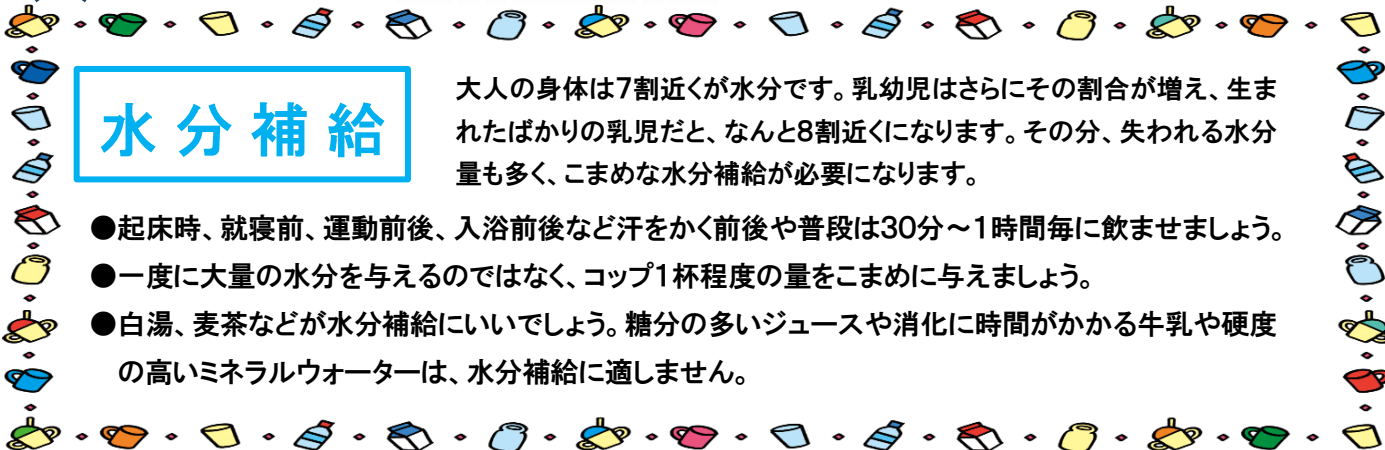 水分補給
大人の身体は7割近くが水分です。乳幼児はさらにその割合が増え、生ま
れたばかりの乳児だと、なんと8割近くになります。その分、失われる水分
量も多く、こまめな水分補給が必要になります。
●起床時、就寝前、運動前後、入浴前後など汗をかく前後や普段は30分～1時間毎に飲ませましょう。
●一度に大量の水分を与えるのではなく、コップ1杯程度の量をこまめに与えましょう。
●白湯、麦茶などが水分補給にいいでしょう。糖分の多いジュースや消化に時間がかかる牛乳や硬度
の高いミネラルウォーターは、水分補給に適しません。